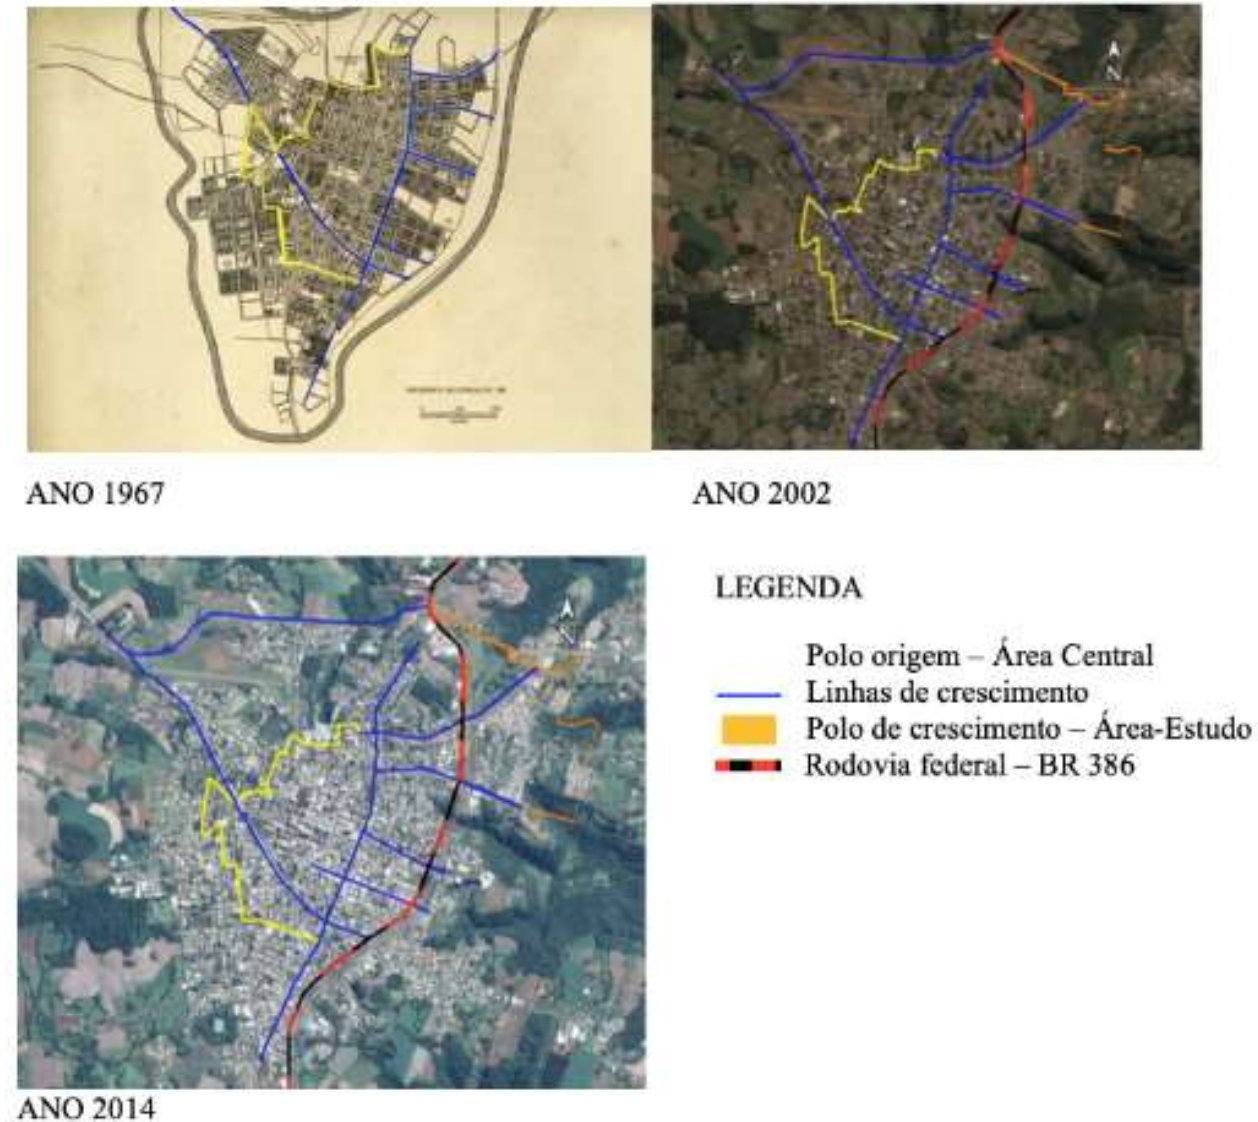 ANO 1967
ANO 2002
LEGENDA
Polo origem – Área Central
Linhas de crescimento
Polo de crescimento – Área-Estudo
Rodovia federal – BR 386
ANO 2014
N
N